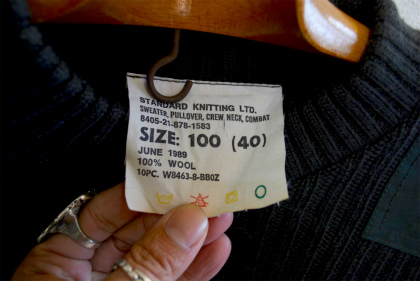 STANDARD KNITTING LTD.
SWEATER, PULLOVER, CREW NECK, COMBAT
8405-21-878-1583
SIZE: 100 (40)
JUNE 1989
100% WOOL
10PC. W8463-8-BB0Z